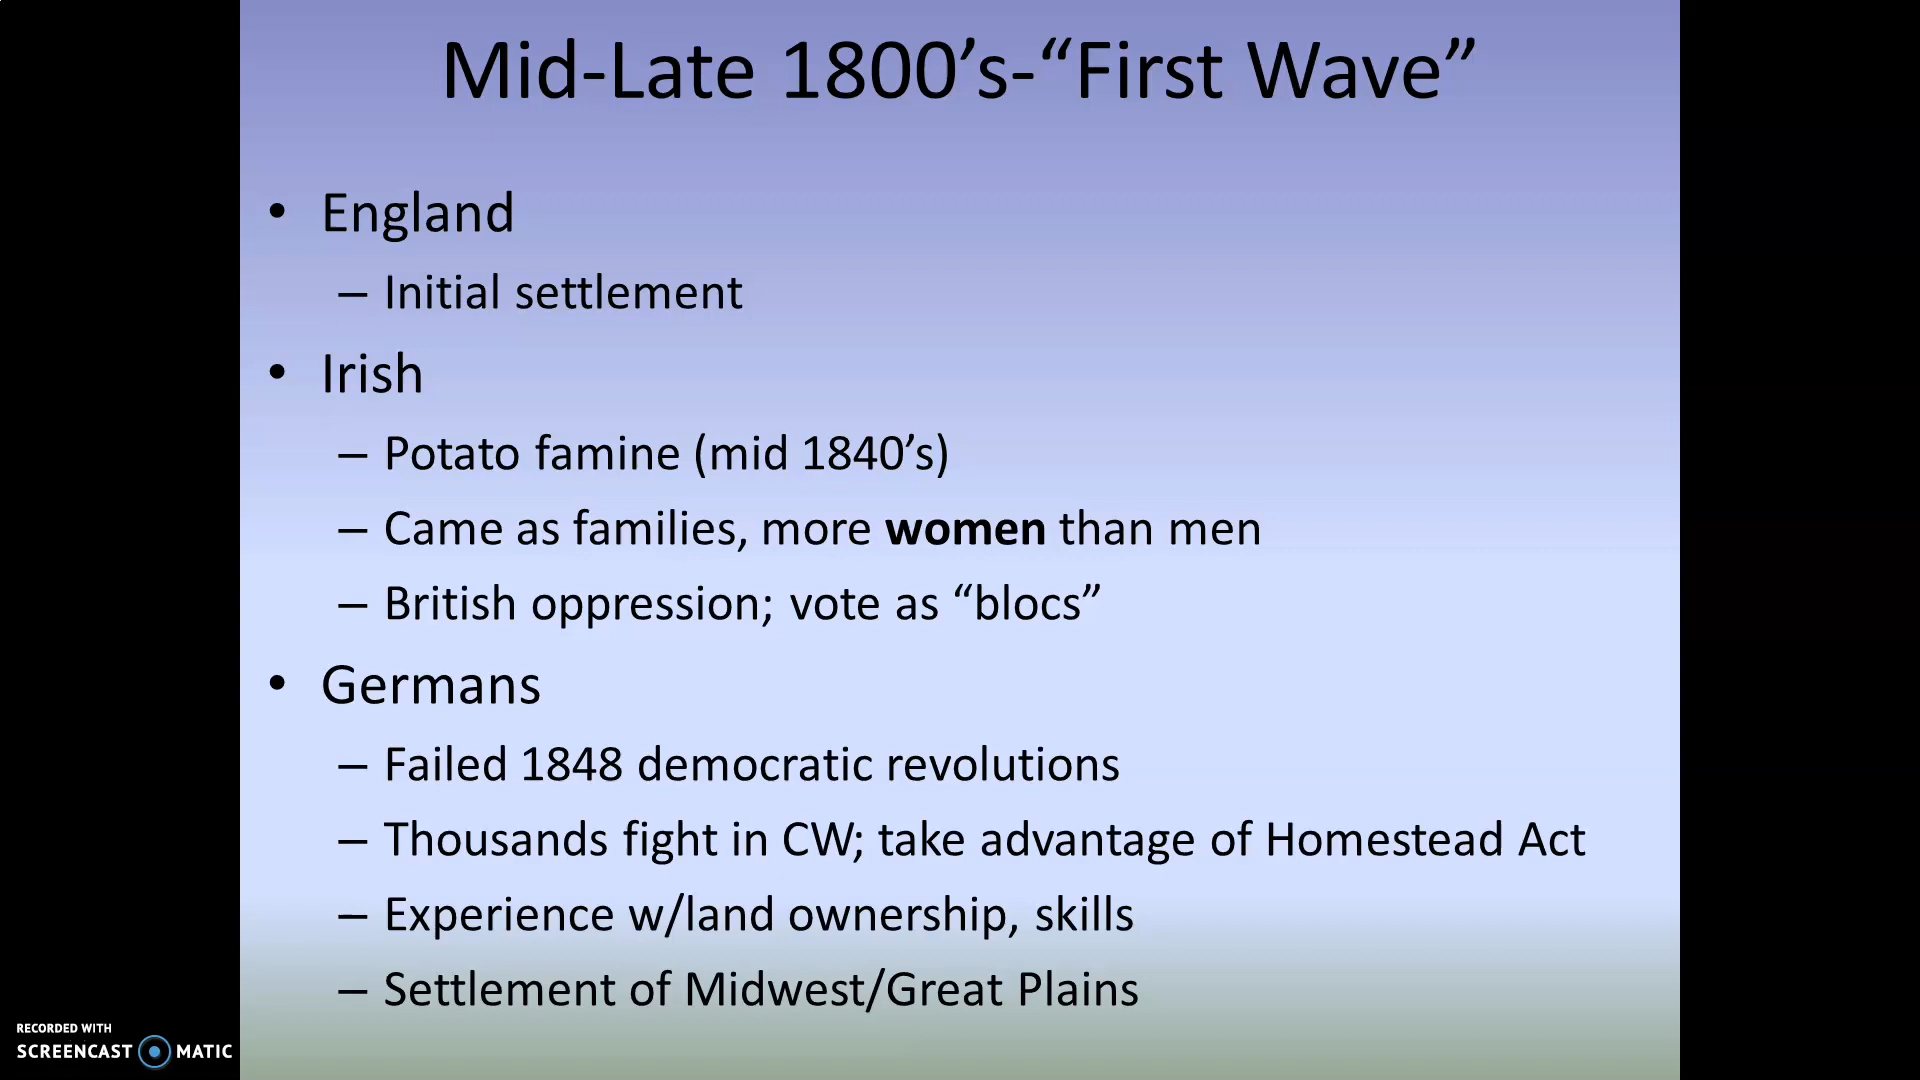 Mid-Late 1800’s-“First Wave”
• England
– Initial settlement
• Irish
– Potato famine (mid 1840’s)
– Came as families, more women than men
– British oppression; vote as “blocs”
• Germans
– Failed 1848 democratic revolutions
– Thousands fight in CW; take advantage of Homestead Act
– Experience w/land ownership, skills
– Settlement of Midwest/Great Plains
RECORDED WITH
SCREENCAST MATIC